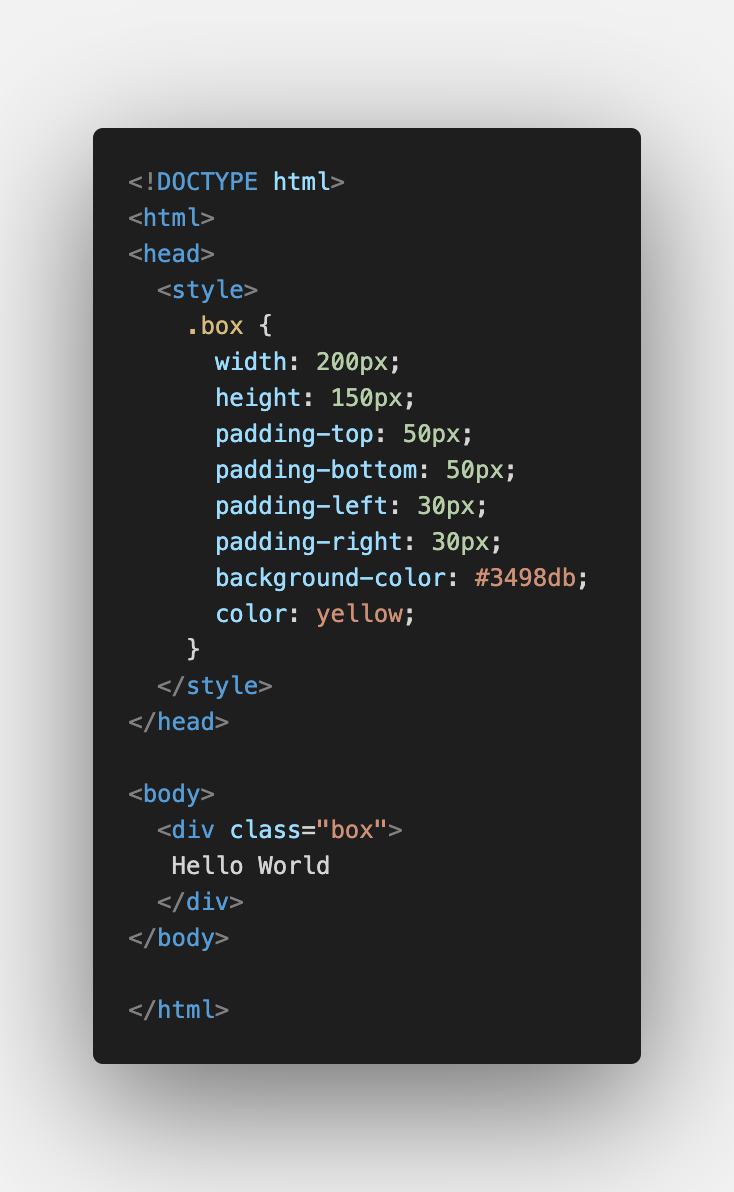 <!DOCTYPE html>
<html>
<head>
  <style>
    .box {
      width: 200px;
      height: 150px;
      padding-top: 50px;
      padding-bottom: 50px;
      padding-left: 30px;
      padding-right: 30px;
      background-color: #3498db;
      color: yellow;
    }
  </style>
</head>

<body>
  <div class="box">
   Hello World
  </div>
</body>

</html>